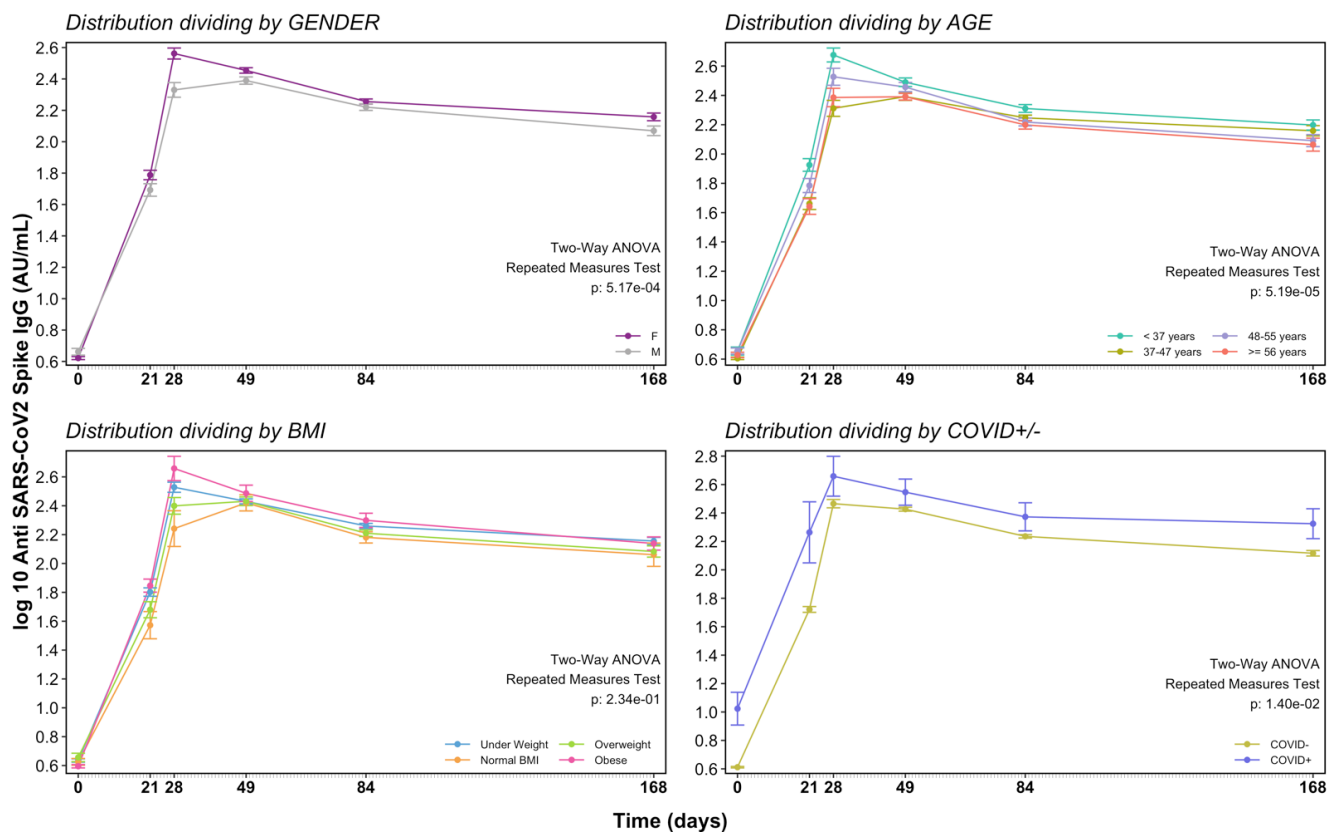 Distribution dividing by GENDER
log 10 Anti SARS-CoV2 Spike IgG (AU/mL)
2.6
2.4
2.2
2.0
1.8
1.6
1.4
1.2
1.0
0.8
0.6
Two-Way ANOVA
Repeated Measures Test
p: 5.17e-04
F
M
0 21 28 49 84 168
Distribution dividing by AGE
2.6
2.4
2.2
2.0
1.8
1.6
1.4
1.2
1.0
0.8
0.6
Two-Way ANOVA
Repeated Measures Test
p: 5.19e-05
< 37 years 48-55 years
37-47 years >= 56 years
0 21 28 49 84 168
Distribution dividing by BMI
2.6
2.4
2.2
2.0
1.8
1.6
1.4
1.2
1.0
0.8
0.6
Two-Way ANOVA
Repeated Measures Test
p: 2.34e-01
Under Weight Overweight
Normal BMI Obese
0 21 28 49 84 168
Distribution dividing by COVID+/-
2.8
2.6
2.4
2.2
2.0
1.8
1.6
1.4
1.2
1.0
0.8
0.6
Two-Way ANOVA
Repeated Measures Test
p: 1.40e-02
COVID-
COVID+
0 21 28 49 84 168
Time (days)